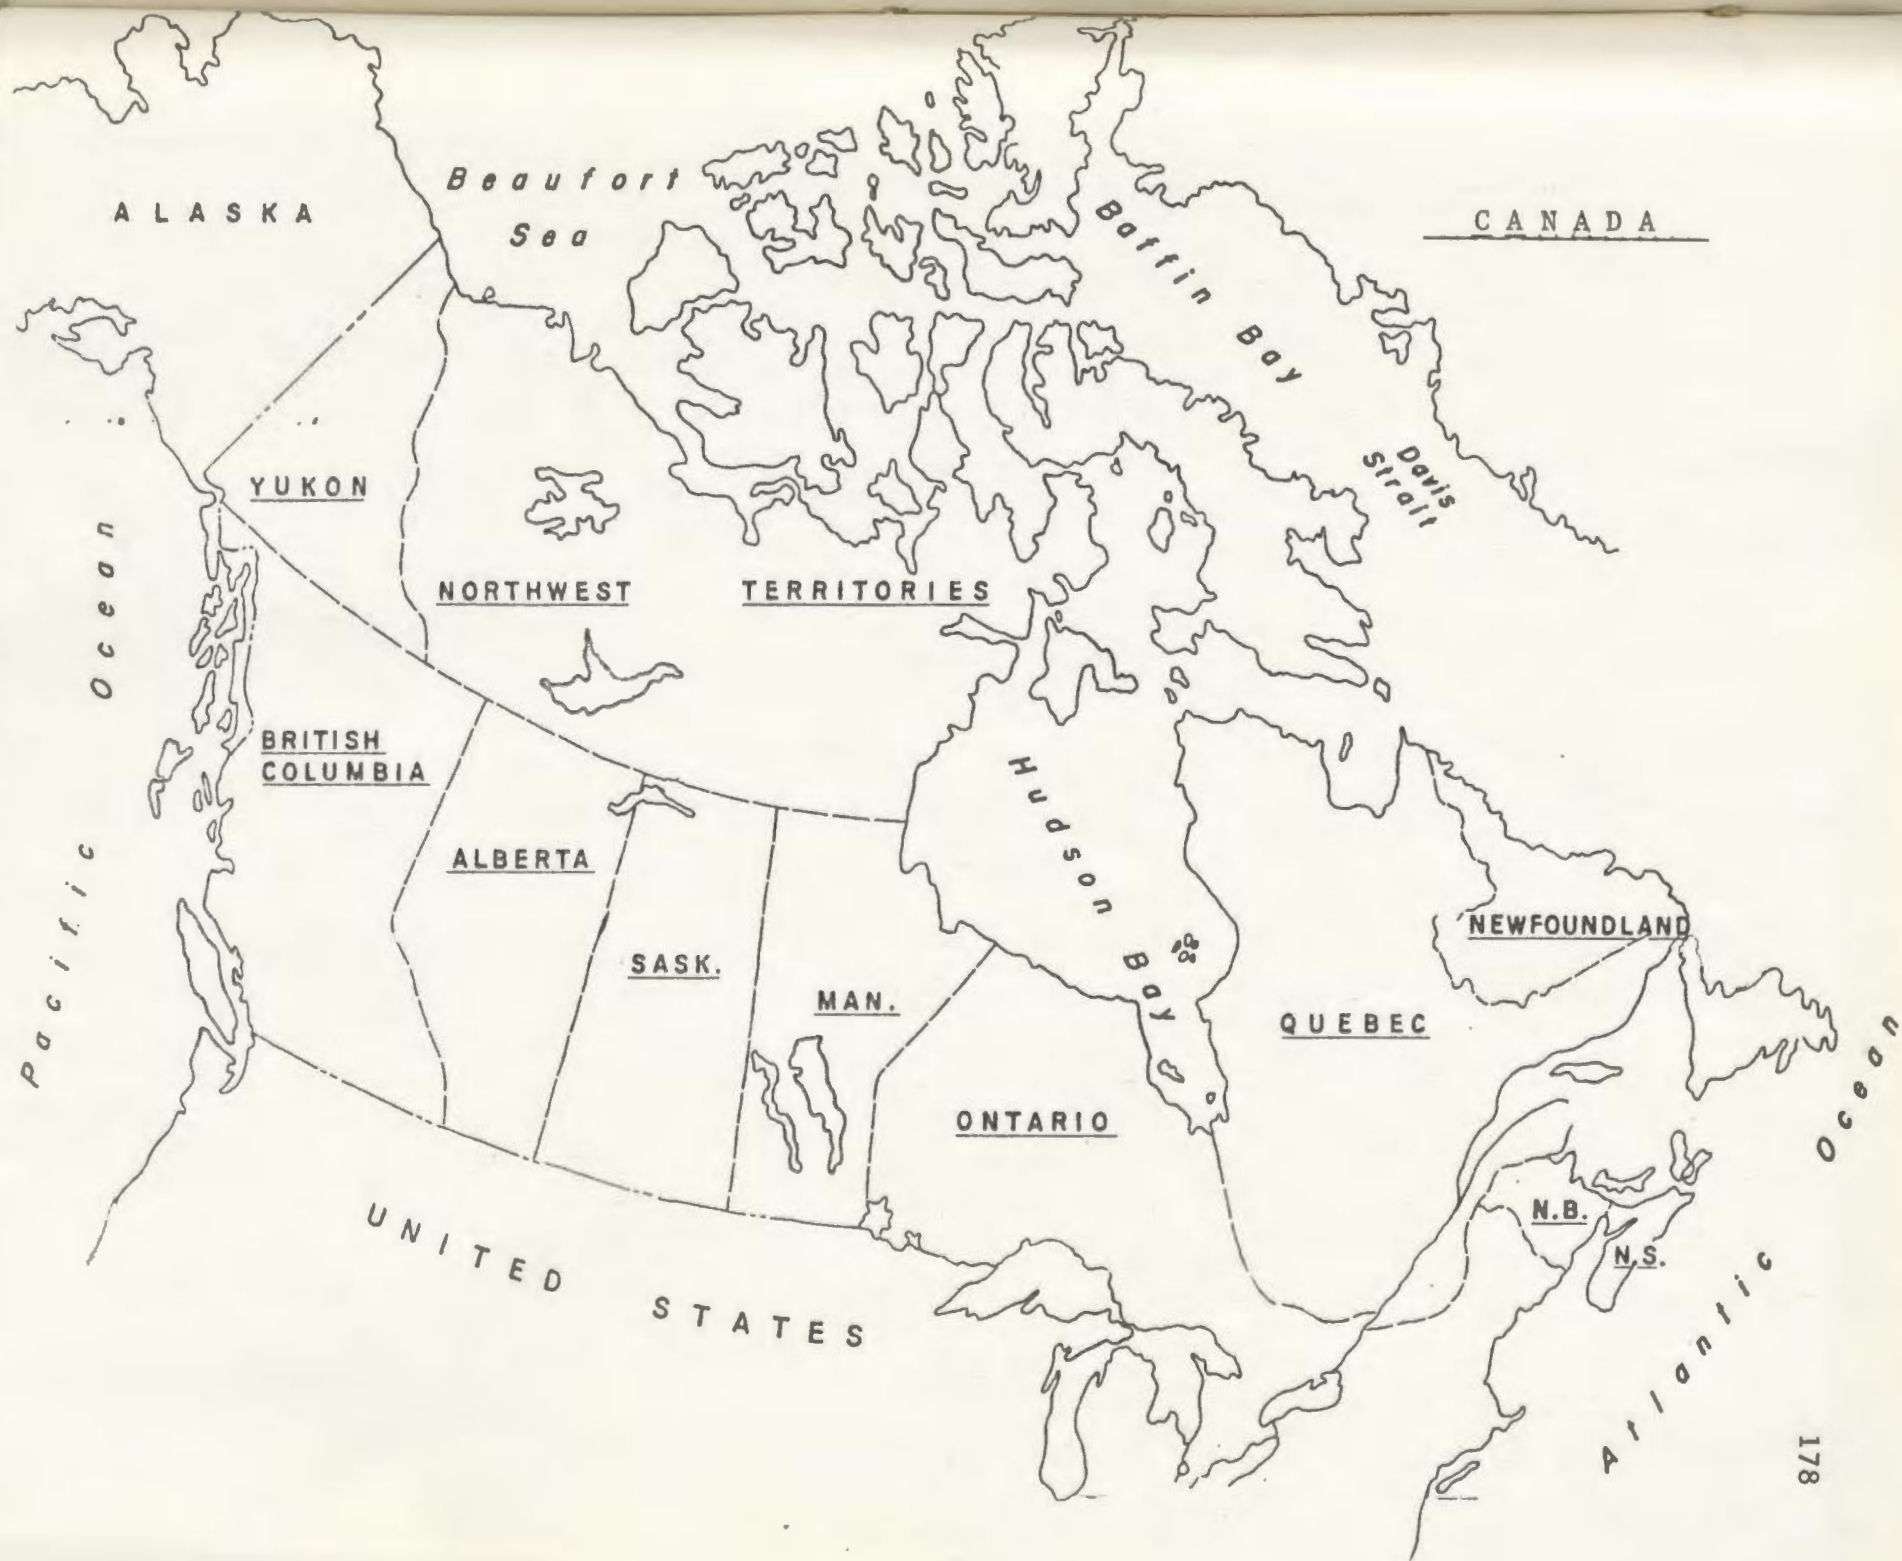 CANADA
ALASKA
Beaufort
Sea
Baffin Bay
Davis
Strait
YUKON
NORTHWEST TERRITORIES
Pacific Ocean
BRITISH
COLUMBIA
ALBERTA
SASK.
MAN.
Hudson Bay
ONTARIO
QUEBEC
NEWFOUNDLAND
N.B.
N.S.
UNITED STATES
Atlantic Ocean
178